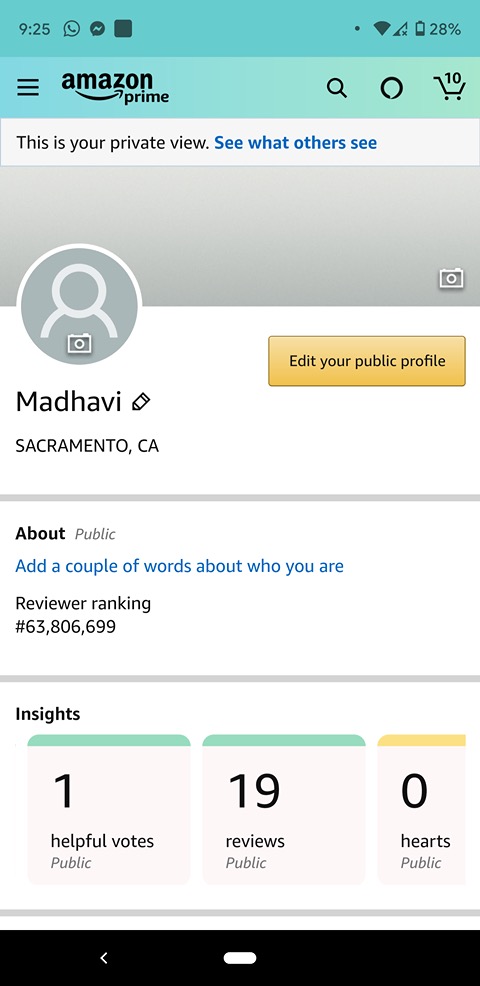 9:25
28%
amazon
prime
10
This is your private view. See what others see
Edit your public profile
Madhavi
SACRAMENTO, CA
About Public
Add a couple of words about who you are
Reviewer ranking
#63,806,699
Insights
1 19 0
helpful votes reviews hearts
Public Public Public